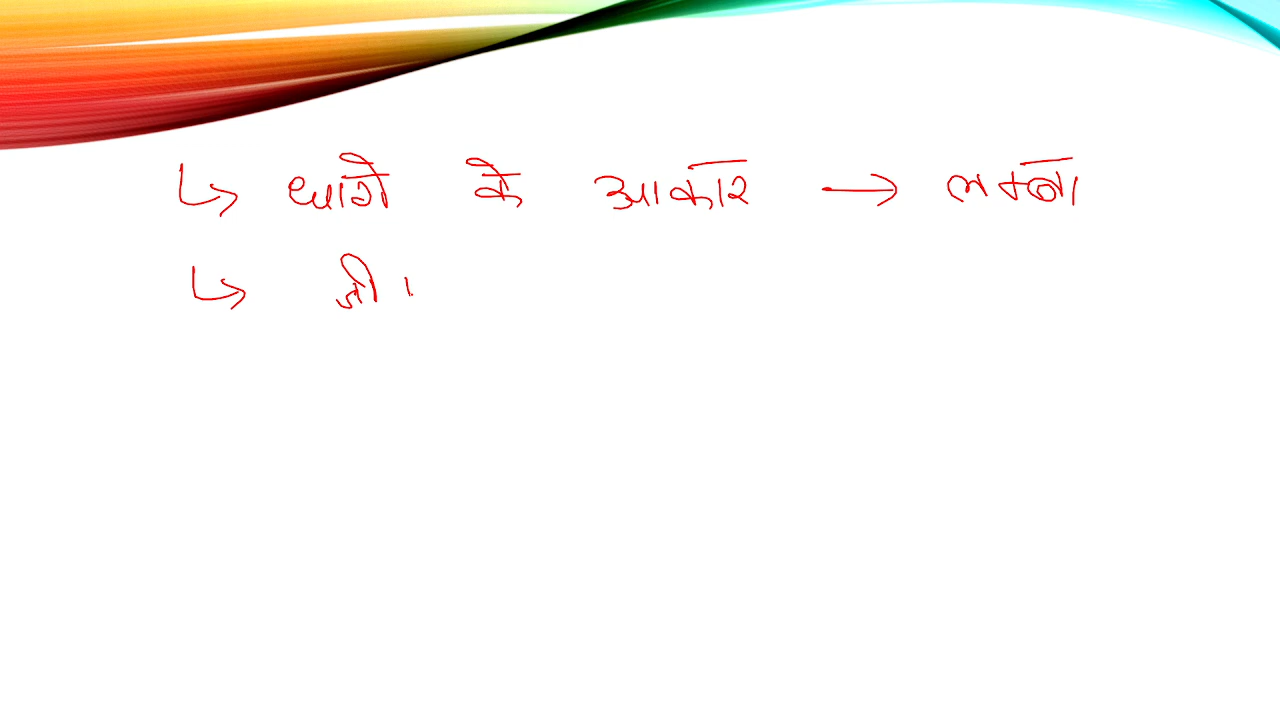 ↳ धागे के आकार → लम्बा
↳ जी